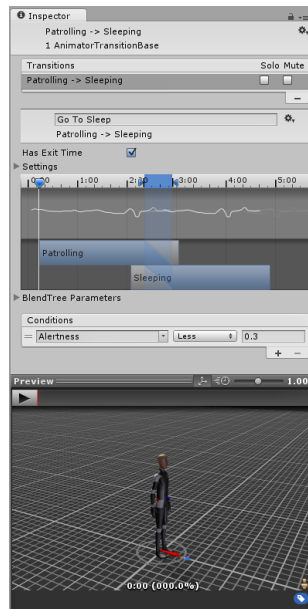 Inspector
Patrolling -> Sleeping
1 AnimatorTransitionBase
Transitions Solo Mute
Patrolling -> Sleeping
Go To Sleep
Patrolling -> Sleeping
Has Exit Time
Settings
0:00 1:00 2:00 3:00 4:00 5:00
Patrolling
Sleeping
BlendTree Parameters
Conditions
= Alertness Less 0.3
+ −
Preview 1.00
0:00 (000.0%)